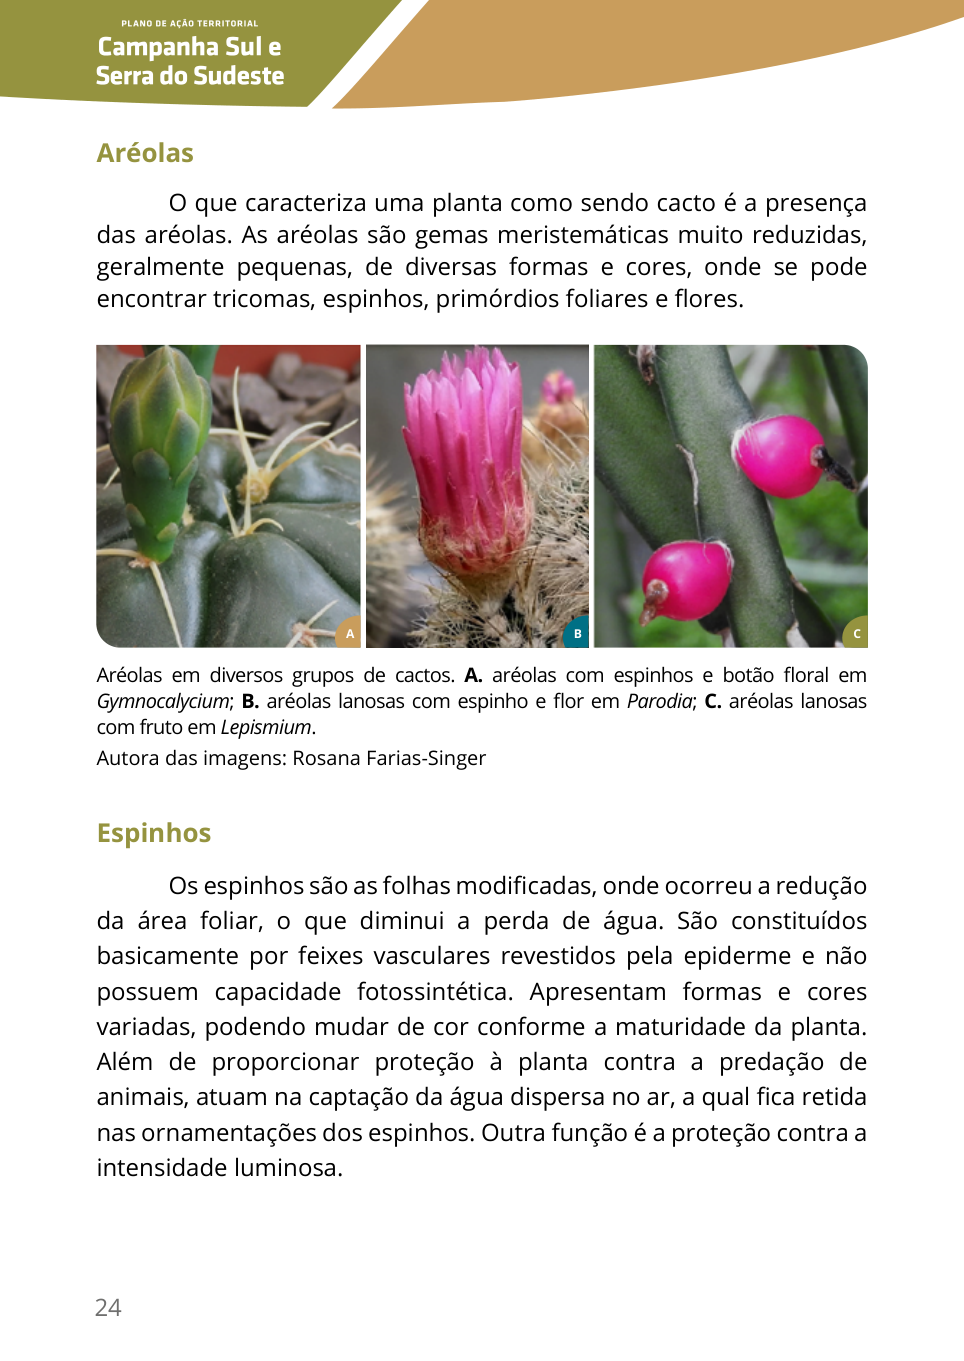 PLANO DE AÇÃO TERRITORIAL
Campanha Sul e
Serra do Sudeste
Aréolas
O que caracteriza uma planta como sendo cacto é a presença
das aréolas. As aréolas são gemas meristemáticas muito reduzidas,
geralmente pequenas, de diversas formas e cores, onde se pode
encontrar tricomas, espinhos, primórdios foliares e flores.
A
B
C
Aréolas em diversos grupos de cactos. A. aréolas com espinhos e botão floral em
Gymnocalycium; B. aréolas lanosas com espinho e flor em Parodia; C. aréolas lanosas
com fruto em Lepismium.
Autora das imagens: Rosana Farias-Singer
Espinhos
Os espinhos são as folhas modificadas, onde ocorreu a redução
da área foliar, o que diminui a perda de água. São constituídos
basicamente por feixes vasculares revestidos pela epiderme e não
possuem capacidade fotossintética. Apresentam formas e cores
variadas, podendo mudar de cor conforme a maturidade da planta.
Além de proporcionar proteção à planta contra a predação de
animais, atuam na captação da água dispersa no ar, a qual fica retida
nas ornamentações dos espinhos. Outra função é a proteção contra a
intensidade luminosa.
24